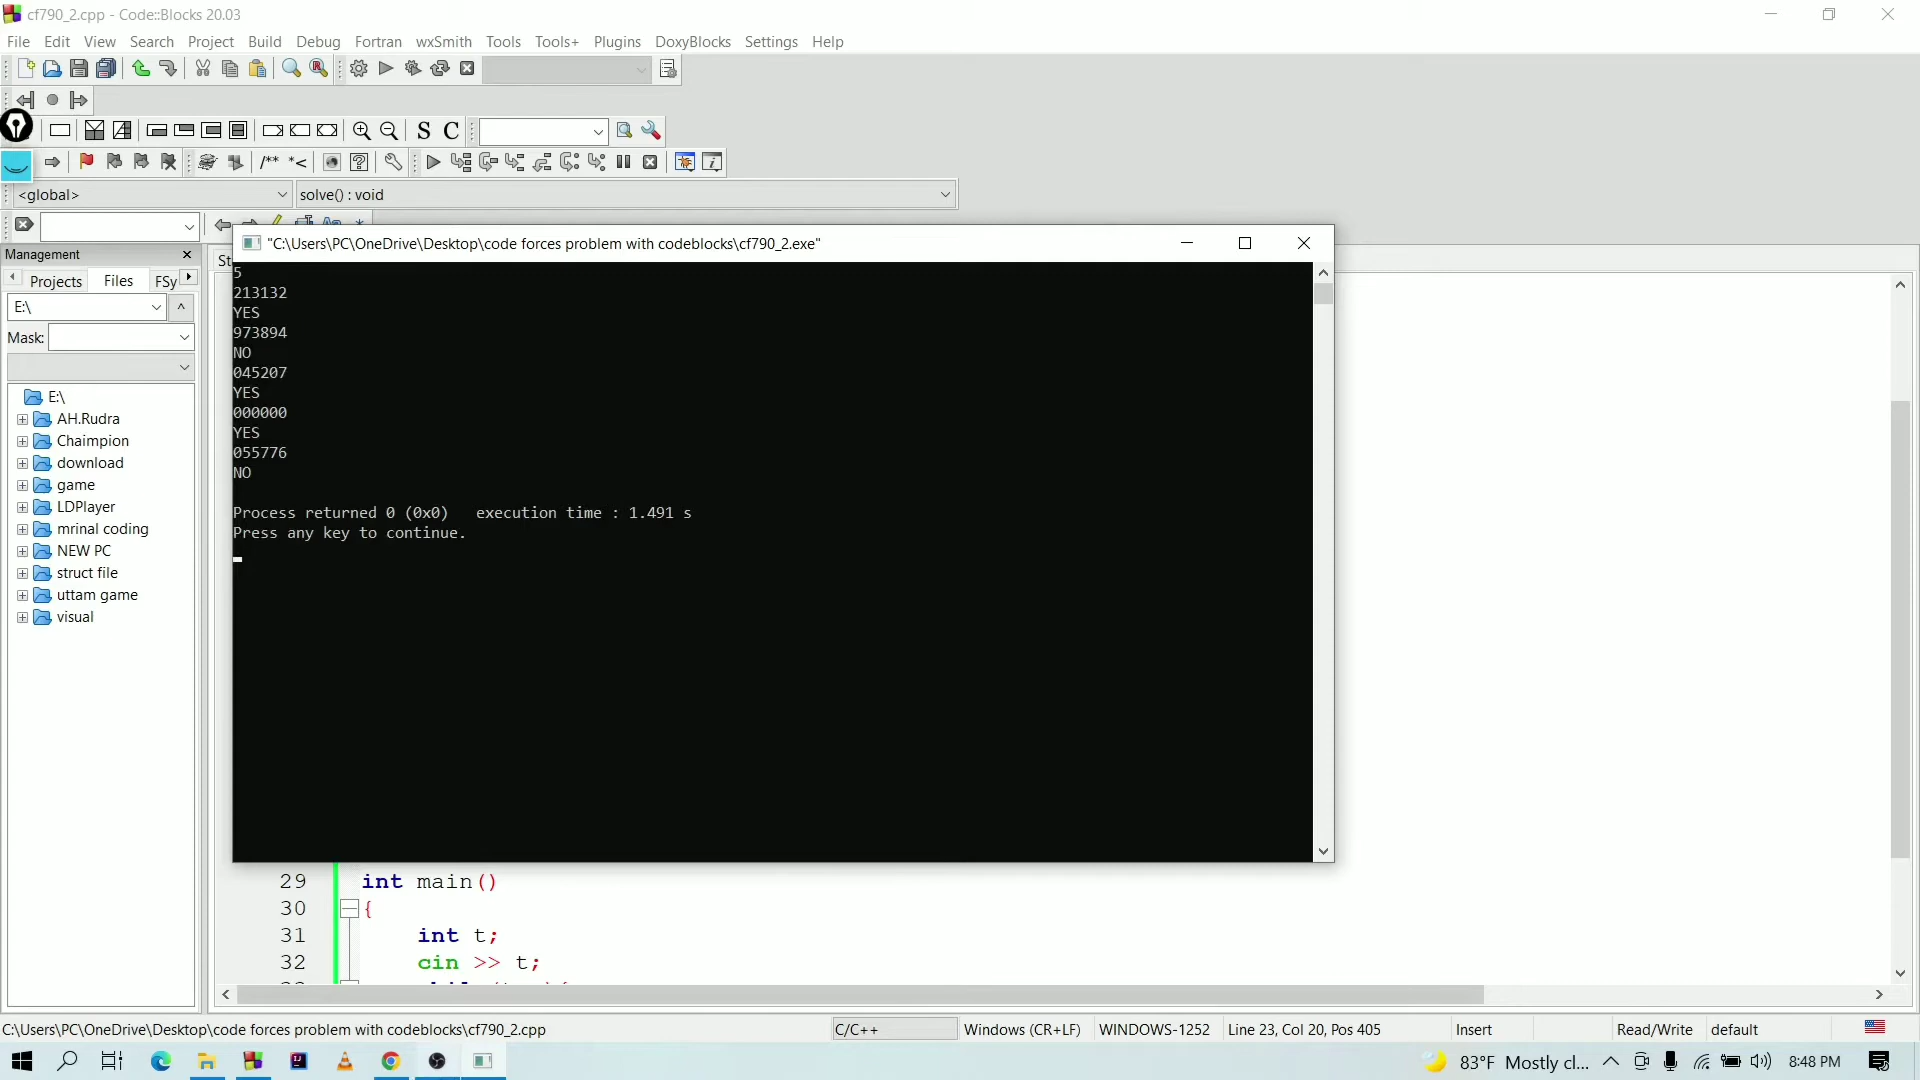 cf790_2.cpp - Code::Blocks 20.03
File Edit View Search Project Build Debug Fortran wxSmith Tools Tools+ Plugins DoxyBlocks Settings Help
S C
/** *<
<global> solve() : void
Management
Projects Files FSy
E:\
Mask:
E:\
AH.Rudra
Chaimpion
download
game
LDPlayer
mrinal coding
NEW PC
struct file
uttam game
visual
St
"C:\Users\PC\OneDrive\Desktop\code forces problem with codeblocks\cf790_2.exe"
5
213132
YES
973894
NO
045207
YES
000000
YES
055776
NO
Process returned 0 (0x0)   execution time : 1.491 s
Press any key to continue.
29 int main()
30 {
31 int t;
32 cin >> t;
C:\Users\PC\OneDrive\Desktop\code forces problem with codeblocks\cf790_2.cpp C/C++ Windows (CR+LF) WINDOWS-1252 Line 23, Col 20, Pos 405 Insert Read/Write default
83°F Mostly cl... 8:48 PM